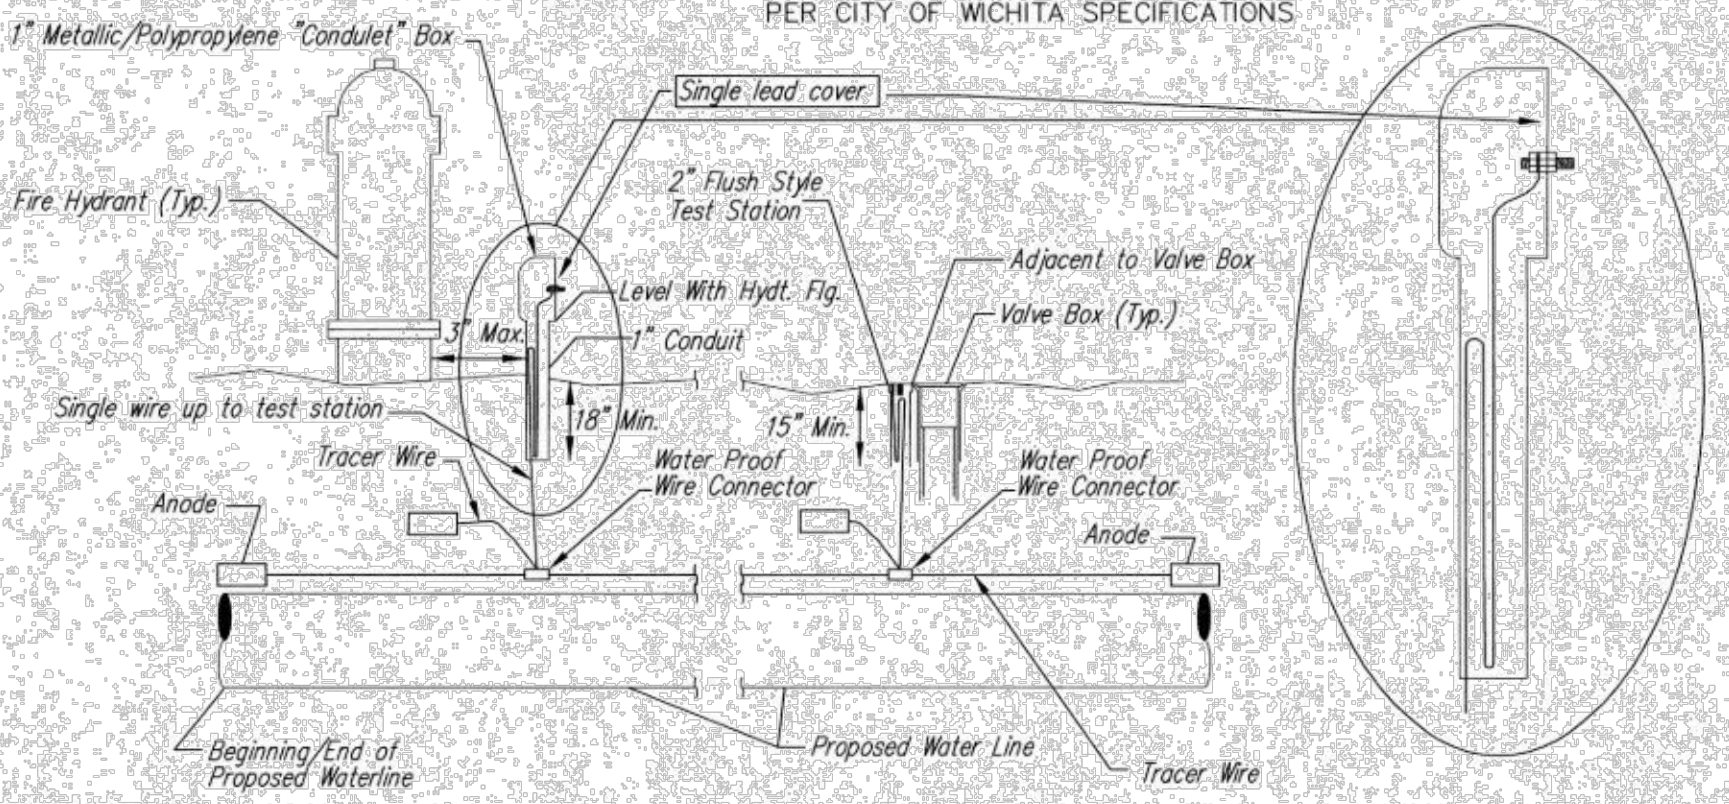 PER CITY OF WICHITA SPECIFICATIONS
1" Metallic/Polypropylene "Condulet" Box
Single lead cover
Fire Hydrant (Typ.)
2" Flush Style
Test Station
Adjacent to Valve Box
Level With Hydt. Flg.
Valve Box (Typ.)
3" Max.
1" Conduit
Single wire up to test station
18" Min.
15" Min.
Tracer Wire
Water Proof
Wire Connector
Water Proof
Wire Connector
Anode
Anode
Beginning/End of
Proposed Waterline
Proposed Water Line
Tracer Wire